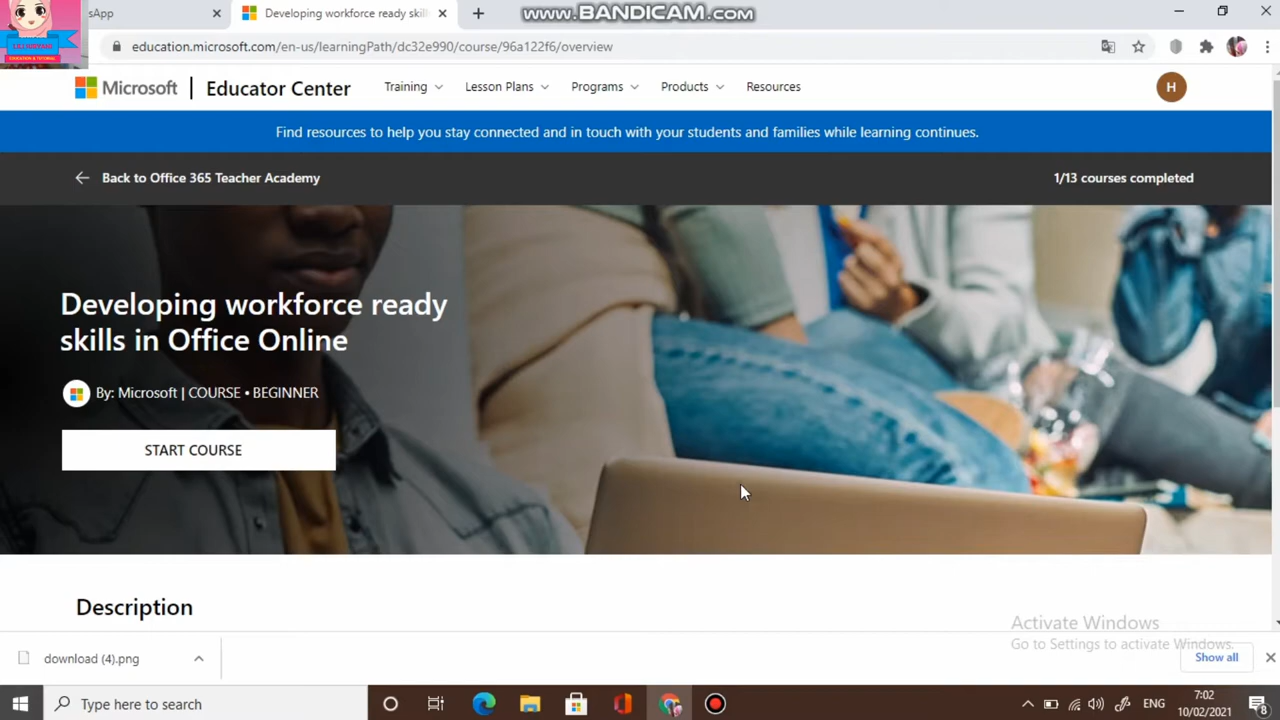 www.BANDICAM.com
sApp
Developing workforce ready skill
education.microsoft.com/en-us/learningPath/dc32e990/course/96a122f6/overview
Microsoft
Educator Center
Training
Lesson Plans
Programs
Products
Resources
H
Find resources to help you stay connected and in touch with your students and families while learning continues.
Back to Office 365 Teacher Academy
1/13 courses completed
Developing workforce ready
skills in Office Online
By: Microsoft | COURSE • BEGINNER
START COURSE
Description
Activate Windows
Go to Settings to activate Windows.
download (4).png
Show all
Type here to search
ENG
7:02
10/02/2021
8